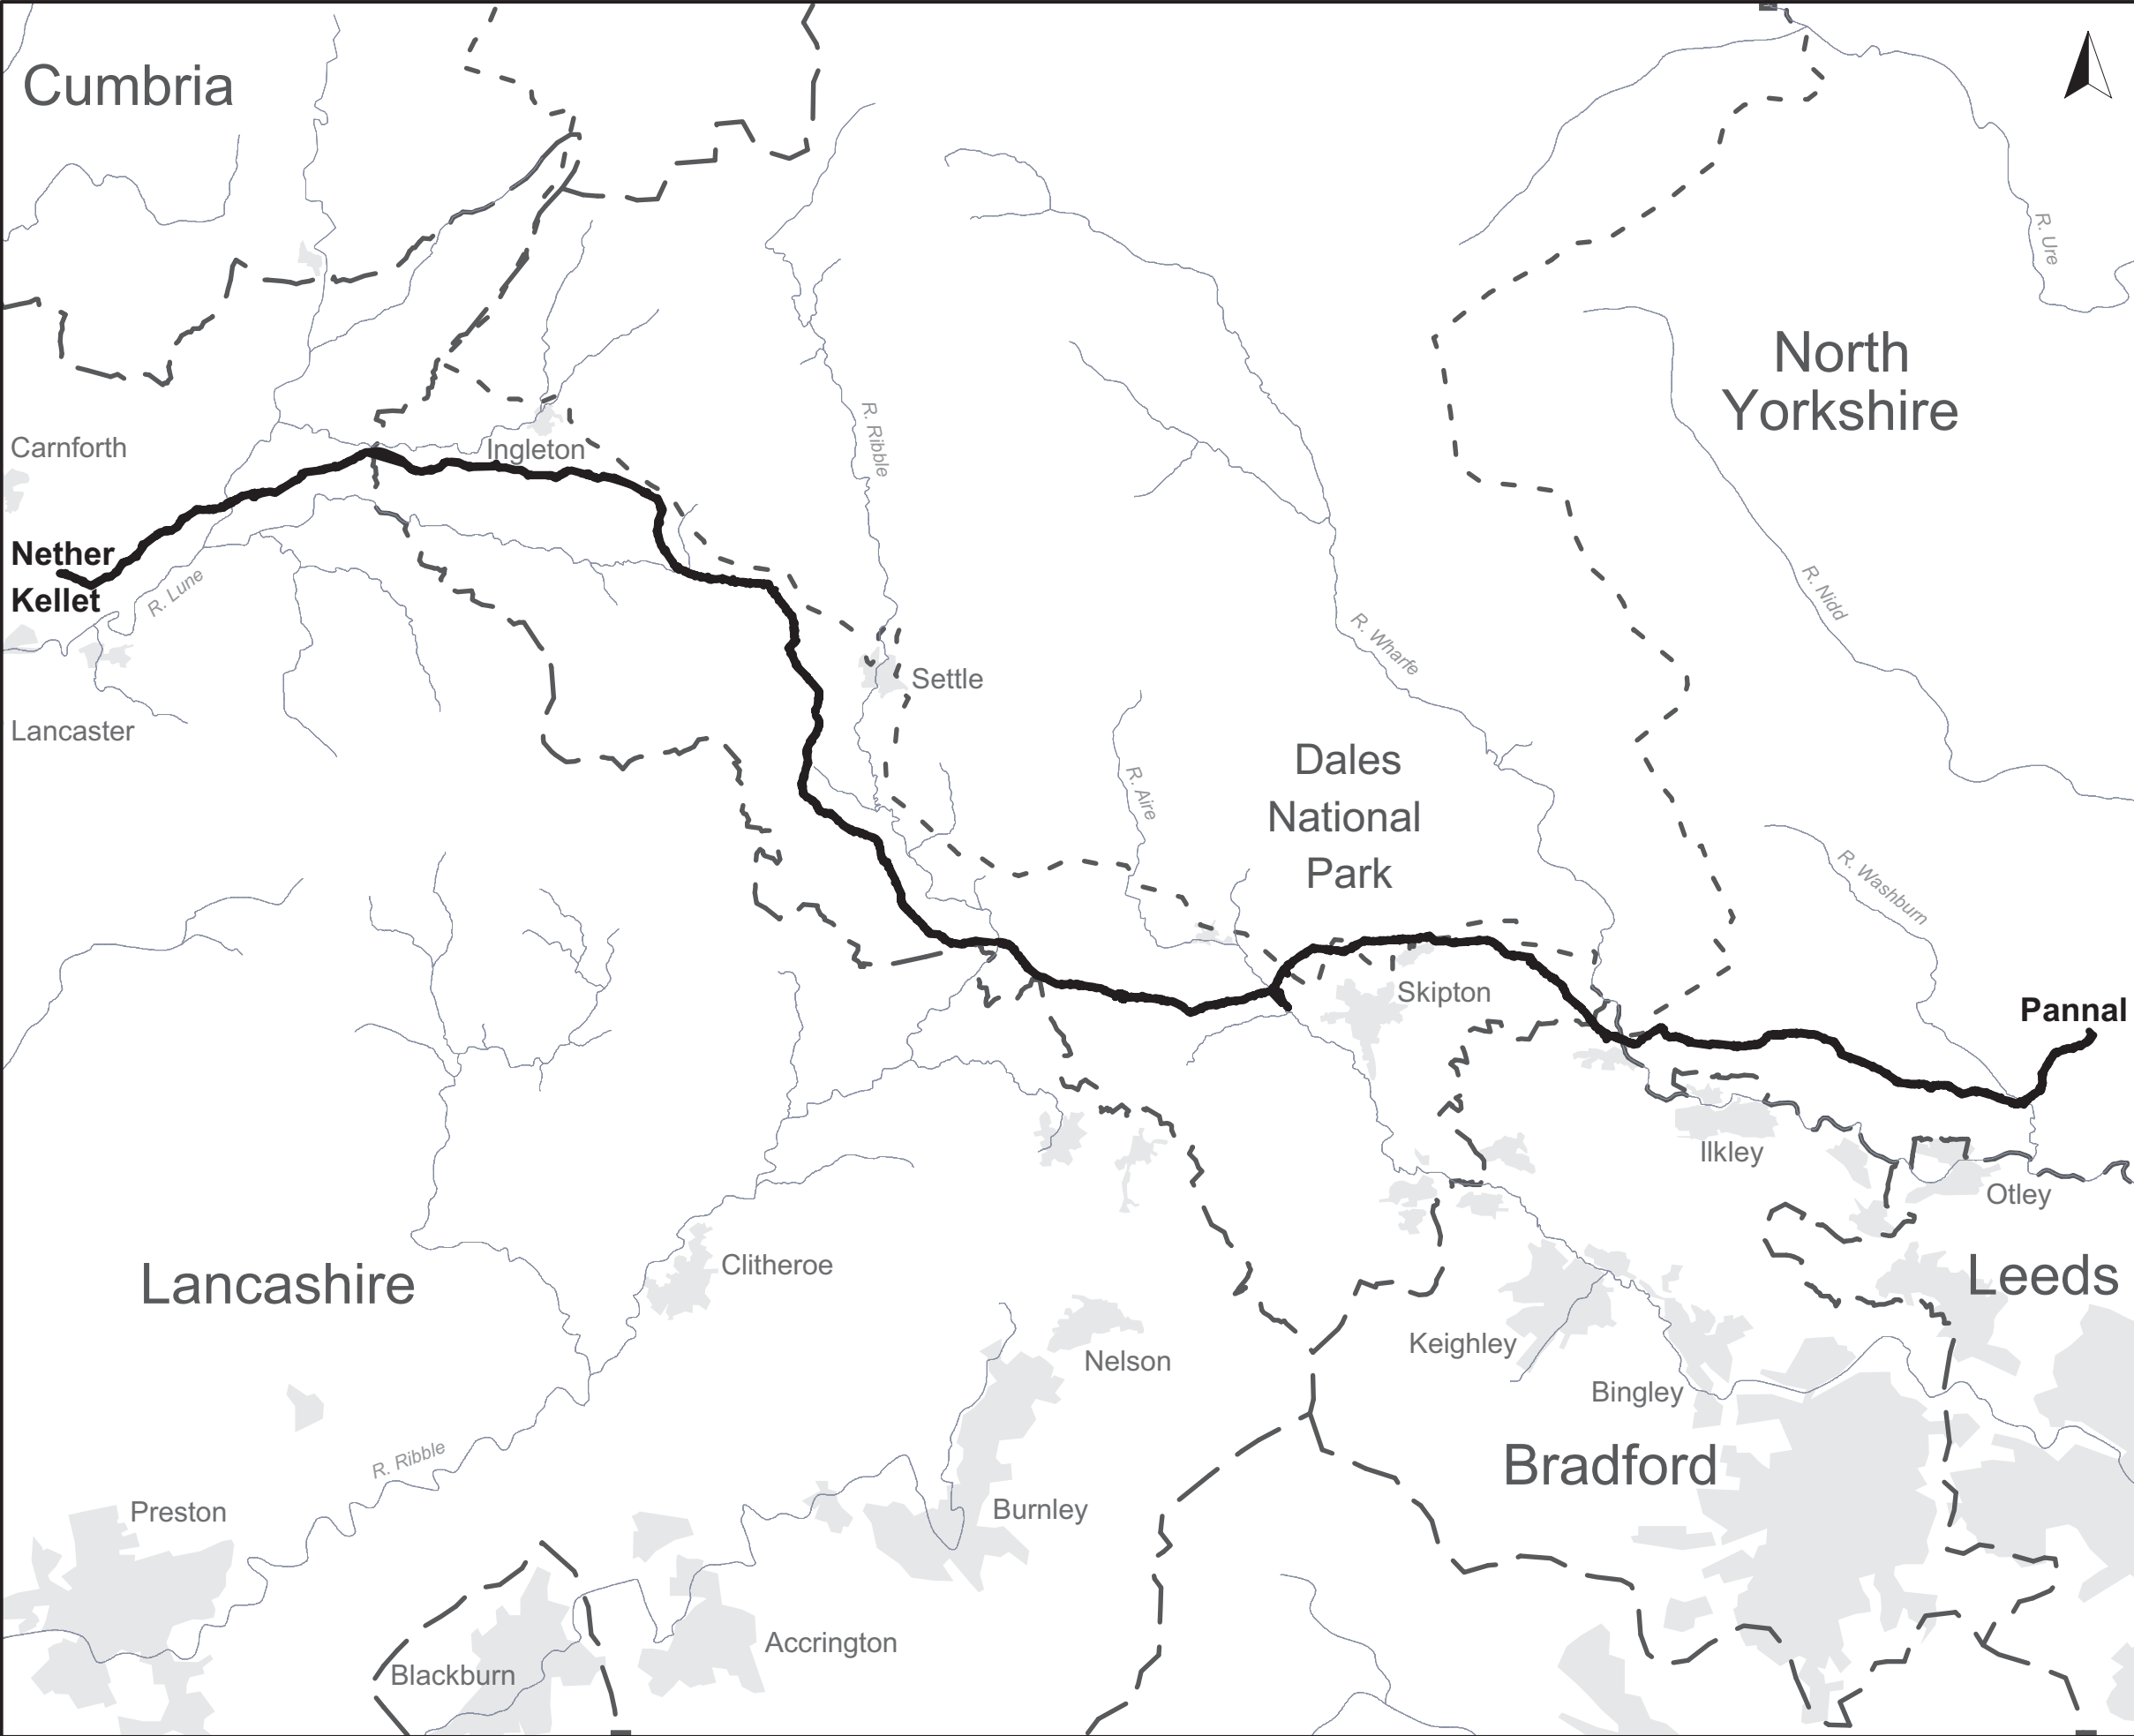 Cumbria
R. Ure
North
Yorkshire
Carnforth
Ingleton
R. Ribble
Nether
Kellet
R. Lune
R. Nidd
R. Wharfe
Settle
Lancaster
Dales
National
Park
R. Aire
R. Washburn
Skipton
Pannal
Ilkley
Otley
Lancashire
Clitheroe
Leeds
Keighley
Nelson
Bingley
R. Ribble
Bradford
Preston
Burnley
Accrington
Blackburn